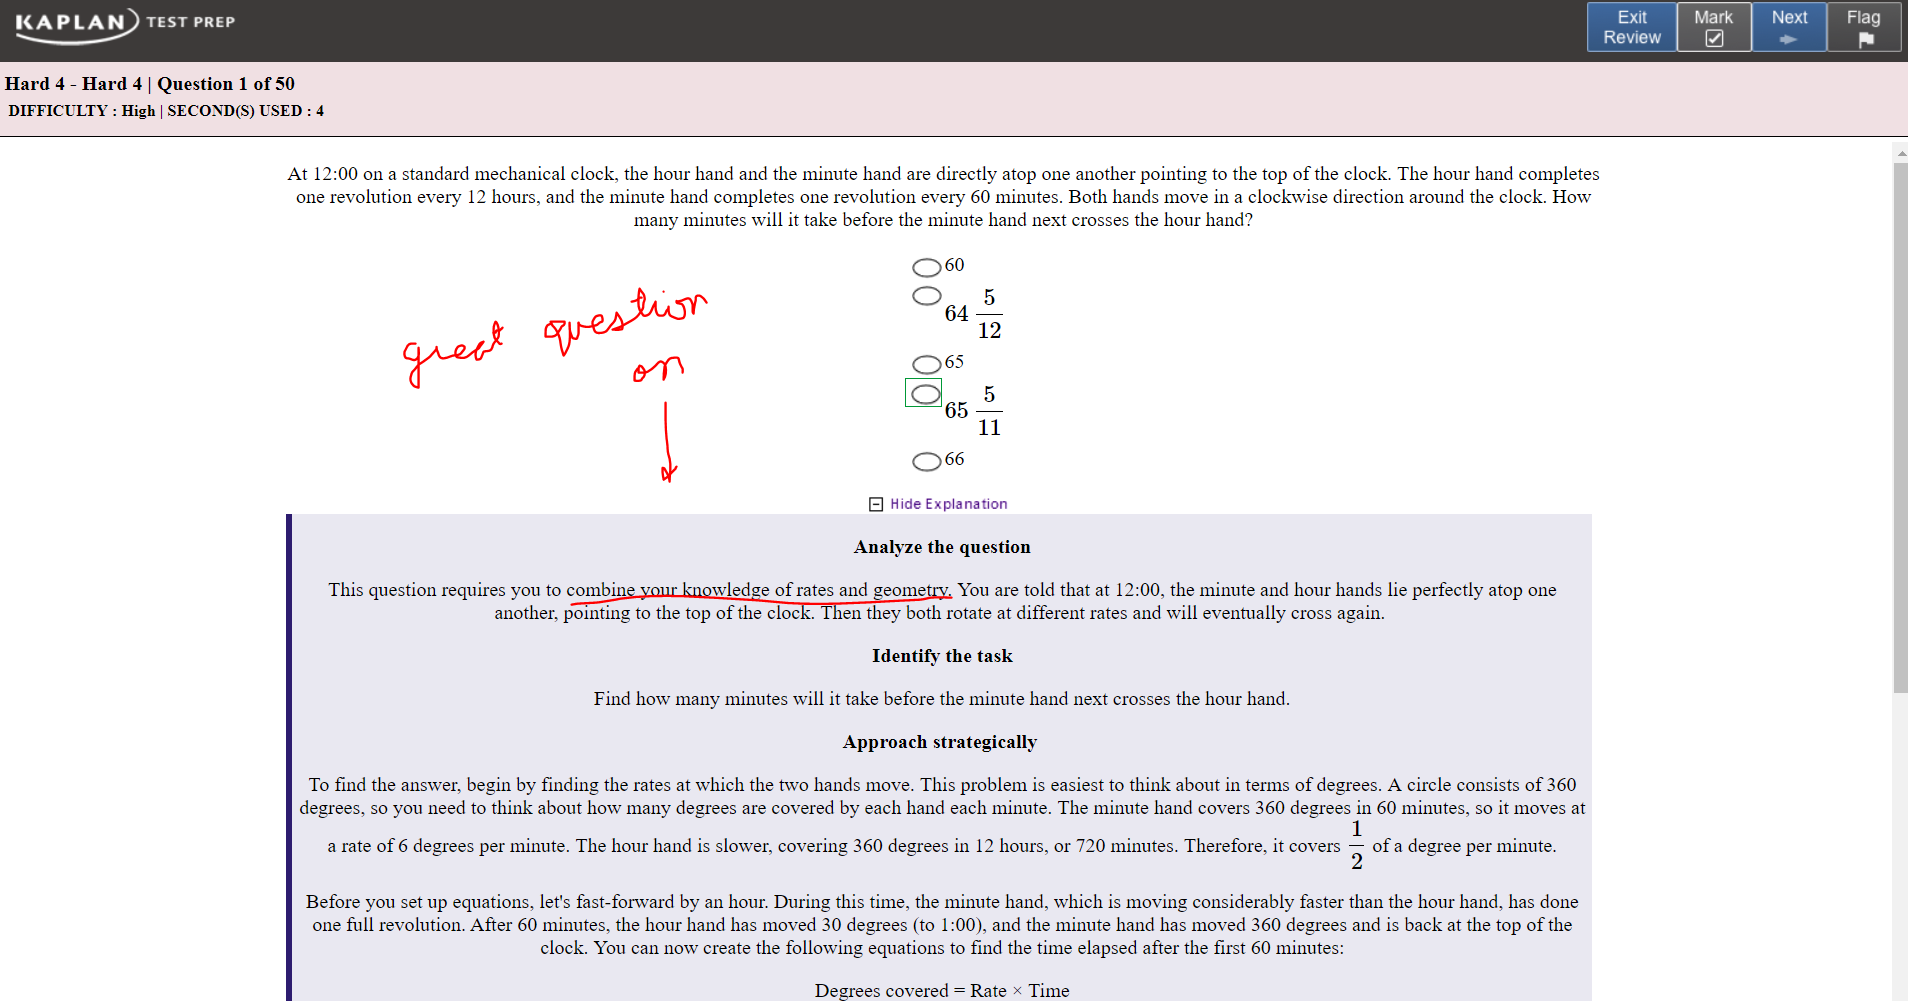 KAPLAN TEST PREP
Exit Review
Mark
Next
Flag
Hard 4 - Hard 4 | Question 1 of 50
DIFFICULTY : High | SECOND(S) USED : 4
At 12:00 on a standard mechanical clock, the hour hand and the minute hand are directly atop one another pointing to the top of the clock. The hour hand completes
one revolution every 12 hours, and the minute hand completes one revolution every 60 minutes. Both hands move in a clockwise direction around the clock. How
many minutes will it take before the minute hand next crosses the hour hand?
60
64 5/12
65
65 5/11
66
great question
on
Hide Explanation
Analyze the question
This question requires you to combine your knowledge of rates and geometry. You are told that at 12:00, the minute and hour hands lie perfectly atop one
another, pointing to the top of the clock. Then they both rotate at different rates and will eventually cross again.
Identify the task
Find how many minutes will it take before the minute hand next crosses the hour hand.
Approach strategically
To find the answer, begin by finding the rates at which the two hands move. This problem is easiest to think about in terms of degrees. A circle consists of 360
degrees, so you need to think about how many degrees are covered by each hand each minute. The minute hand covers 360 degrees in 60 minutes, so it moves at
a rate of 6 degrees per minute. The hour hand is slower, covering 360 degrees in 12 hours, or 720 minutes. Therefore, it covers 1/2 of a degree per minute.
Before you set up equations, let's fast-forward by an hour. During this time, the minute hand, which is moving considerably faster than the hour hand, has done
one full revolution. After 60 minutes, the hour hand has moved 30 degrees (to 1:00), and the minute hand has moved 360 degrees and is back at the top of the
clock. You can now create the following equations to find the time elapsed after the first 60 minutes:
Degrees covered = Rate × Time